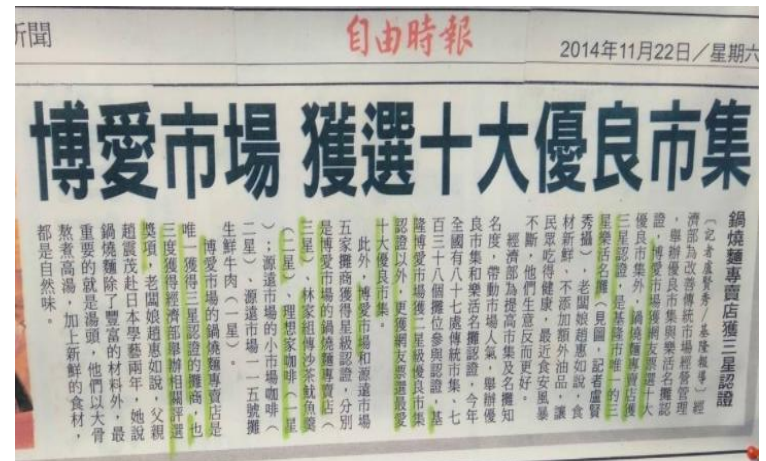 新聞
自由時報
2014年11月22日／星期六
博愛市場 獲選十大優良市集
鍋燒麵專賣店獲三星認證
〔記者盧賢秀／基隆報導〕經
濟部為改善傳統市場經營管理
，舉辦優良市集與樂活名攤認
證，博愛市場獲網友票選十大
優良市集外，鍋燒麵專賣店獲
三星認證，是基隆市唯一的三
星樂活名攤（見圖，記者盧賢
秀攝），老闆娘趙惠如說，食
材新鮮、不添加額外油品，讓
民眾吃得健康，最近食安風暴
不斷，他們生意反而更好。
經濟部為提高市集及名攤知
名度，帶動市場人氣，舉辦優
良市集和樂活名攤認證，今年
全國有八十七處傳統市集、七
百三十八個攤位參與認證，基
隆博愛市場獲二星級優良市集
認證以外，更獲網友票選最愛
十大優良市集。
此外，博愛市場和源遠市場
五家攤商獲得星級認證，分別
是博愛市場的鍋燒麵專賣店（
三星）、林家祖傳沙茶魷魚羹
（二星）、理想家咖啡（一星
）；源遠市場的小市場咖啡（
二星）、源遠市場一一五號攤
生鮮牛肉（一星）。
博愛市場的鍋燒麵專賣店是
唯一獲得三星認證的攤商，也
三度獲得經濟部舉辦相關評選
獎項，老闆娘趙惠如說，父親
趙震茂赴日本學藝兩年，她說
鍋燒麵除了豐富的材料外，最
重要的就是湯頭，他們以大骨
熬煮高湯，加上新鮮的食材，
都是自然味。